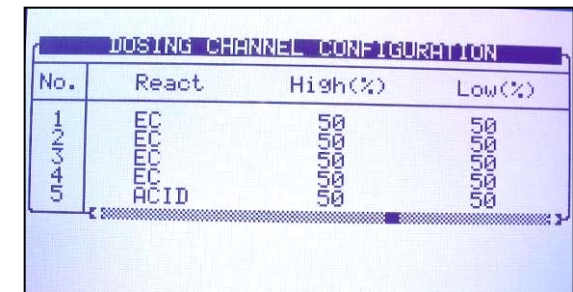 DOSING CHANNEL CONFIGURATION
No. React High(%) Low(%)
1 EC 50 50
2 EC 50 50
3 EC 50 50
4 EC 50 50
5 ACID 50 50